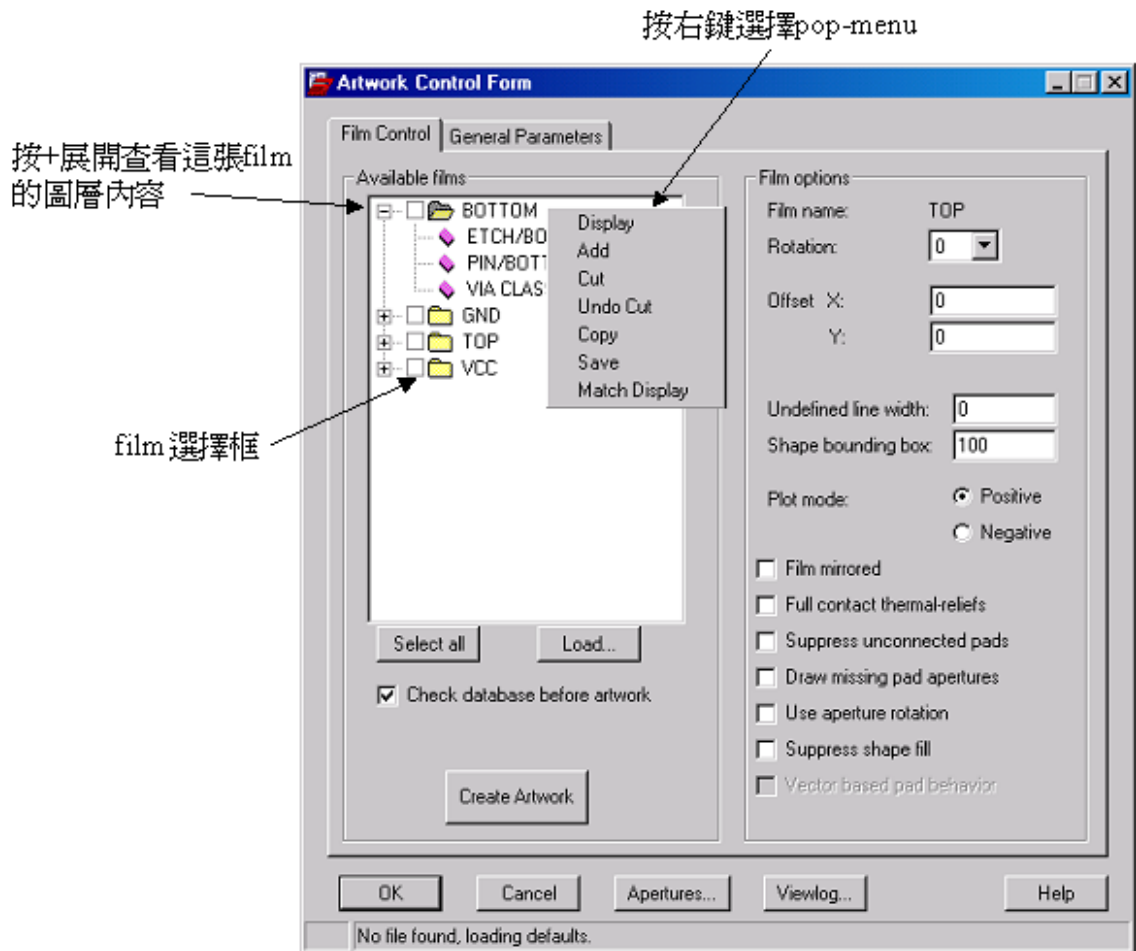 按右鍵選擇pop-menu
Artwork Control Form
按+展開查看這張film
的圖層內容
Film Control
General Parameters
Available films
BOTTOM
ETCH/BO
PIN/BOTT
VIA CLAS
GND
TOP
VCC
Display
Add
Cut
Undo Cut
Copy
Save
Match Display
film 選擇框
Select all
Load...
Check database before artwork
Create Artwork
Film options
Film name: TOP
Rotation: 0
Offset X: 0
Y: 0
Undefined line width: 0
Shape bounding box: 100
Plot mode: Positive
Negative
Film mirrored
Full contact thermal-reliefs
Suppress unconnected pads
Draw missing pad apertures
Use aperture rotation
Suppress shape fill
Vector based pad behavior
OK
Cancel
Apertures...
Viewlog...
Help
No file found, loading defaults.